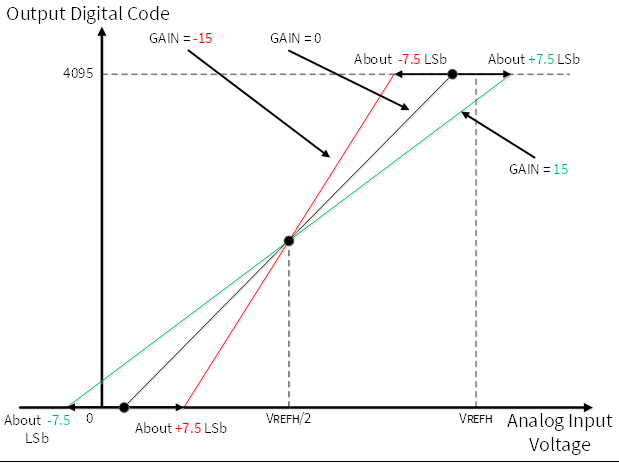 Output Digital Code
GAIN = -15
GAIN = 0
About -7.5 LSb
About +7.5 LSb
4095
GAIN = 15
About -7.5
LSb
0
About +7.5 LSb
VREFH/2
VREFH
Analog Input
Voltage